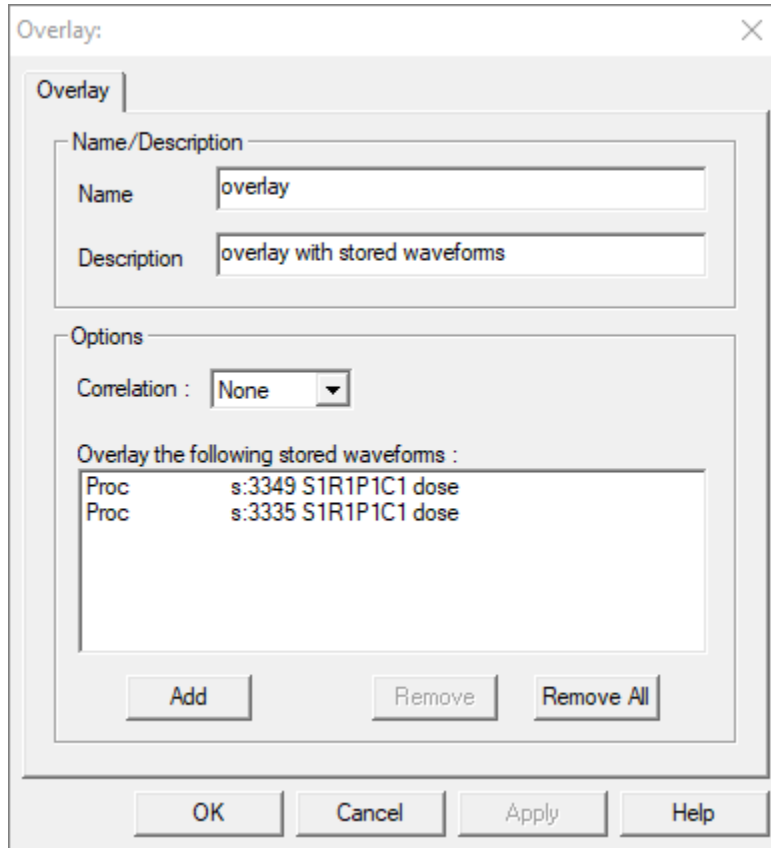 Overlay:
Overlay
Name/Description
Name overlay
Description overlay with stored waveforms
Options
Correlation : None
Overlay the following stored waveforms :
Proc s:3349 S1R1P1C1 dose
Proc s:3335 S1R1P1C1 dose
Add Remove Remove All
OK Cancel Apply Help